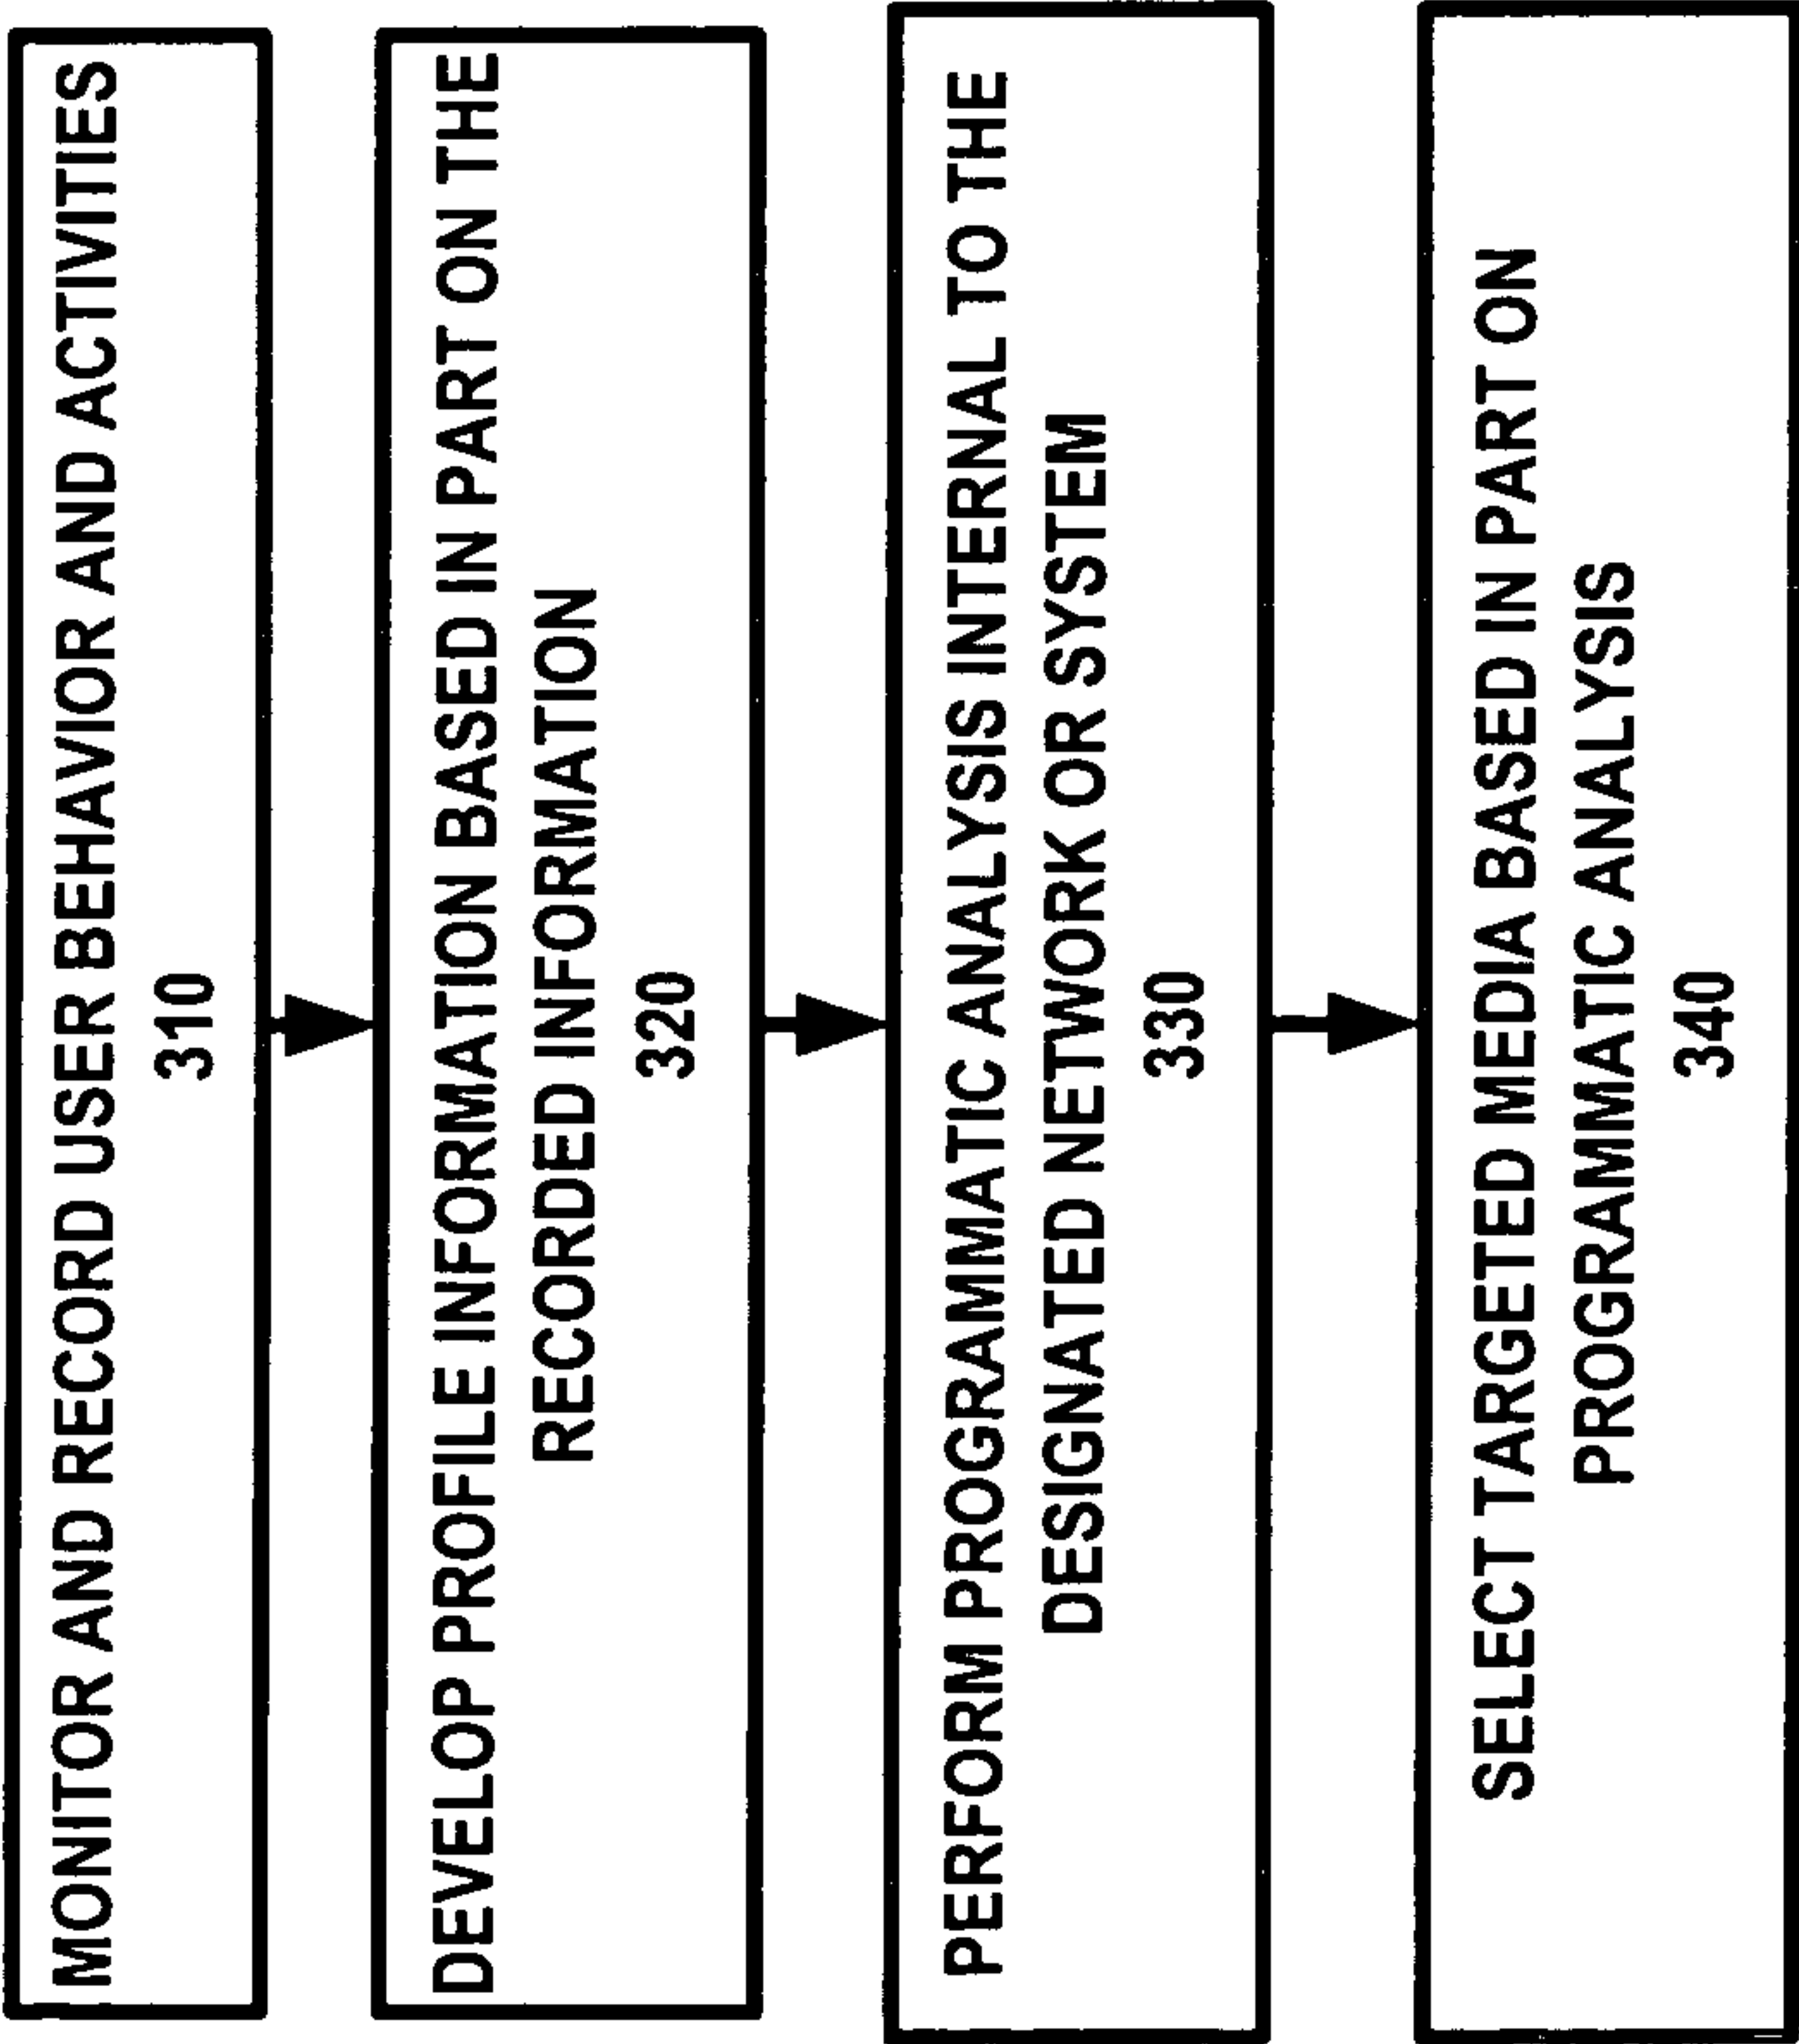 MONITOR AND RECORD USER BEHAVIOR AND ACTIVITIES
310
DEVELOP PROFILE INFORMATION BASED IN PART ON THE
RECORDED INFORMATION
320
PERFORM PROGRAMMATIC ANALYSIS INTERNAL TO THE
DESIGNATED NETWORK OR SYSTEM
330
SELECT TARGETED MEDIA BASED IN PART ON
PROGRAMMATIC ANALYSIS
340